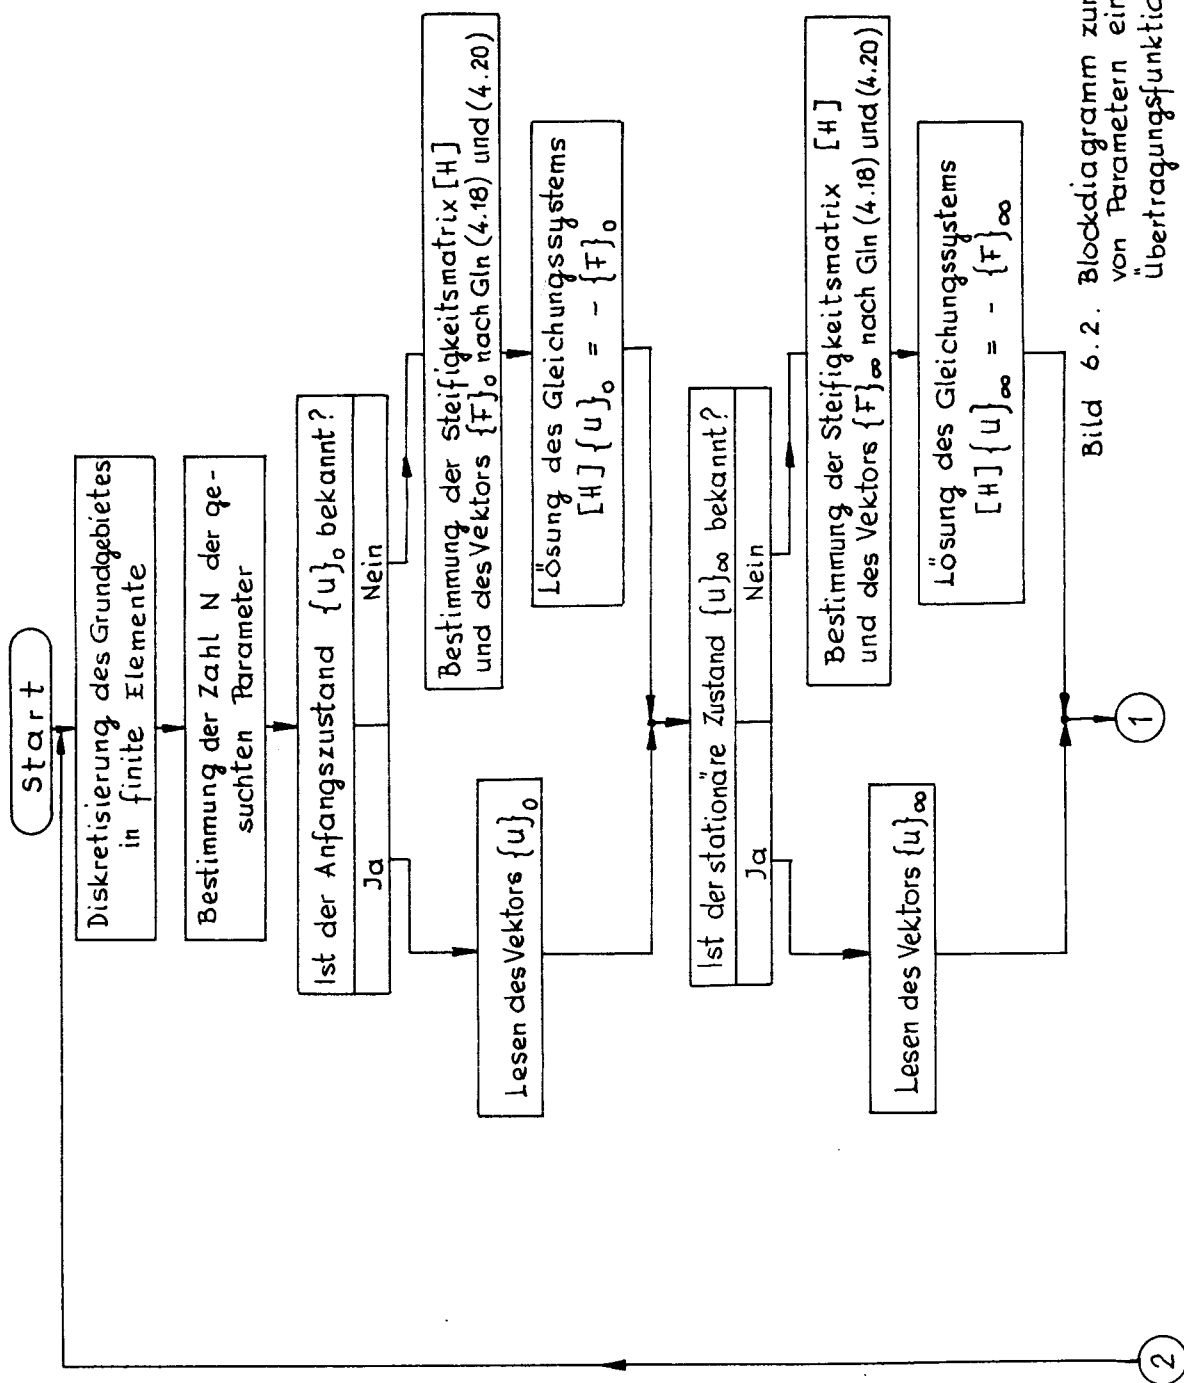 Start
Diskretisierung des Grundgebietes
in finite Elemente
Bestimmung der Zahl N der ge-
suchten Parameter
Ist der Anfangszustand {u}₀ bekannt?
Ja
Nein
Lesen des Vektors {u}₀
Bestimmung der Steifigkeitsmatrix [H]
und des Vektors {F}₀ nach Gln (4.18) und (4.20)
Lösung des Gleichungssystems
[H] {u}₀ = - {F}₀
Ist der stationäre Zustand {u}∞ bekannt?
Ja
Nein
Lesen des Vektors {u}∞
Bestimmung der Steifigkeitsmatrix [H]
und des Vektors {F}∞ nach Gln (4.18) und (4.20)
Lösung des Gleichungssystems
[H] {u}∞ = - {F}∞
1
2
Bild 6.2. Blockdiagramm zur
von Parametern